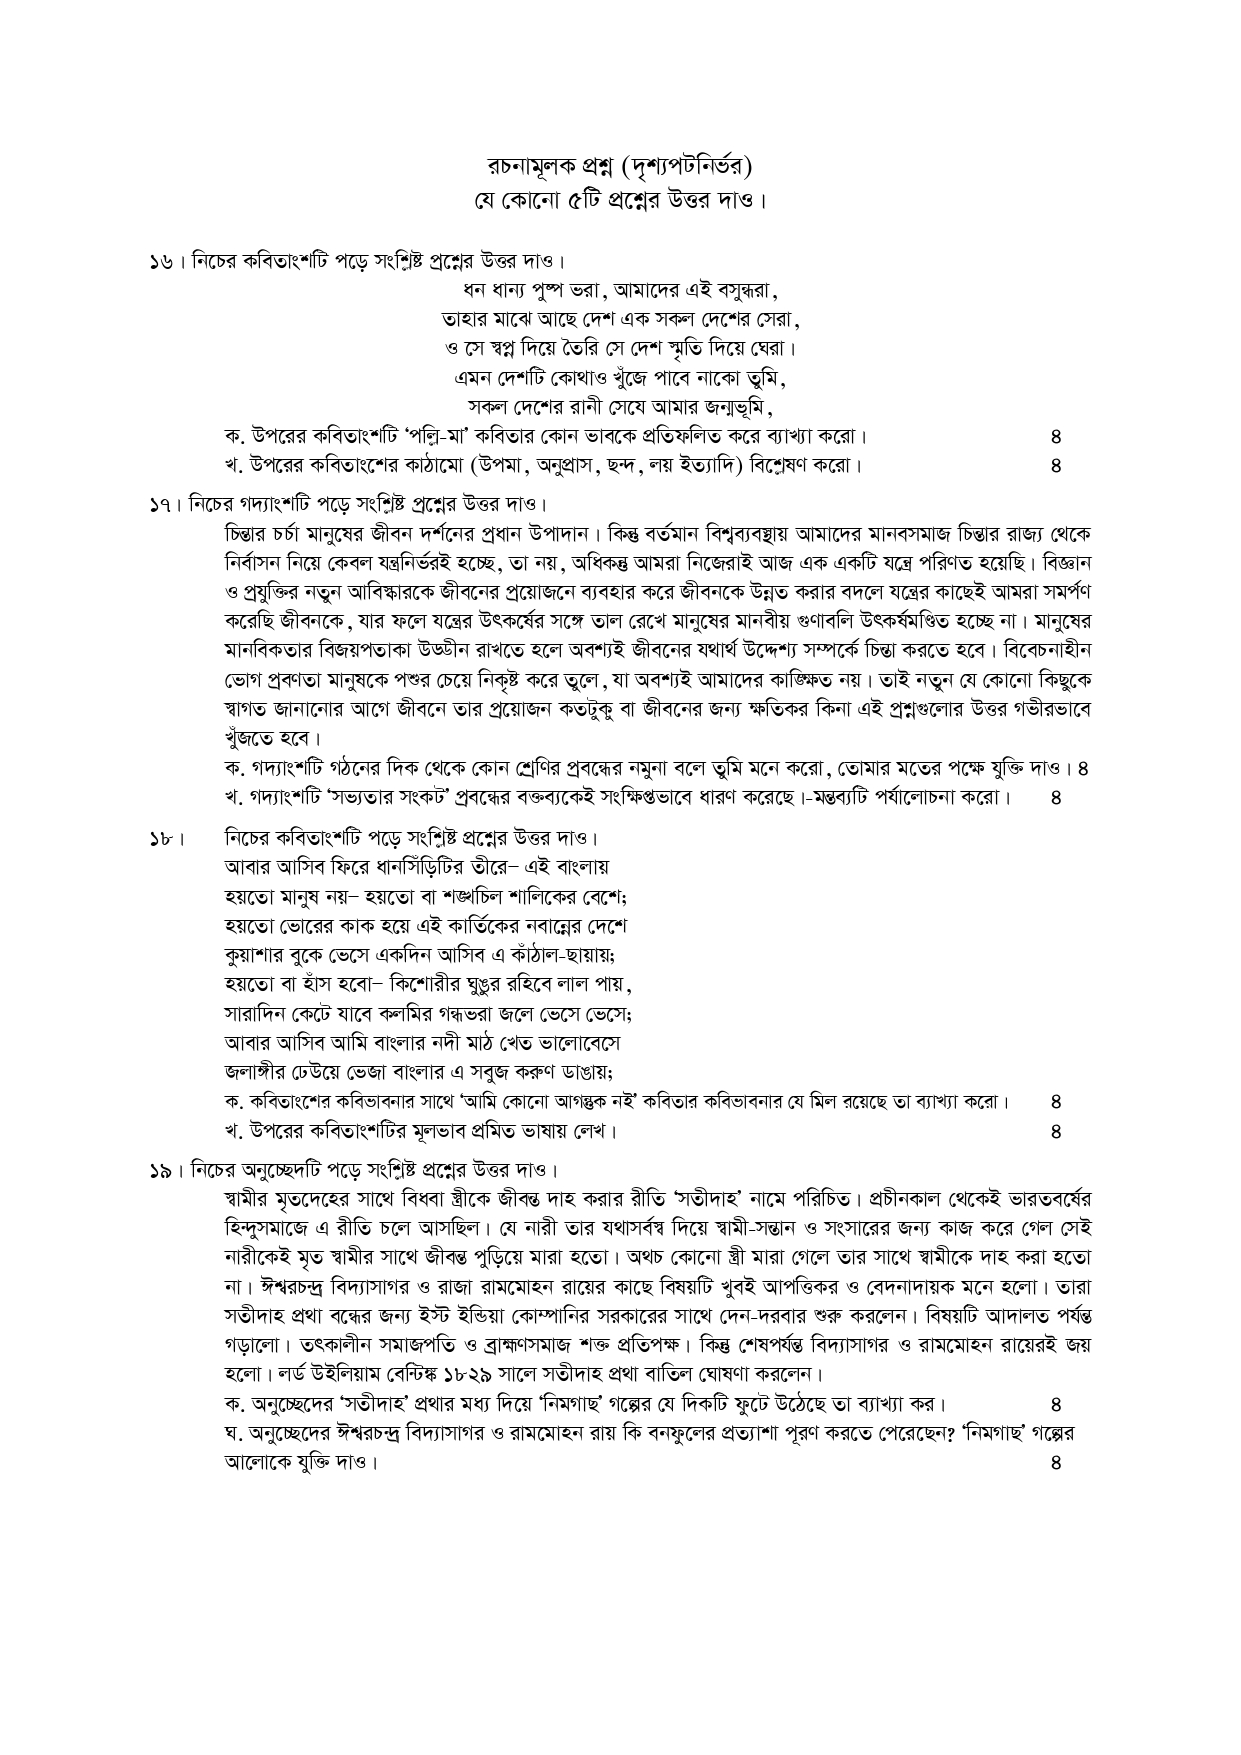 রচনামূলক প্রশ্ন (দৃশ্যপটনির্ভর)
যে কোনো ৫টি প্রশ্নের উত্তর দাও।
১৬। নিচের কবিতাংশটি পড়ে সংশ্লিষ্ট প্রশ্নের উত্তর দাও।
ধন ধান্য পুষ্প ভরা, আমাদের এই বসুন্ধরা,
তাহার মাঝে আছে দেশ এক সকল দেশের সেরা,
ও সে স্বপ্ন দিয়ে তৈরি সে দেশ স্মৃতি দিয়ে ঘেরা।
এমন দেশটি কোথাও খুঁজে পাবে নাকো তুমি,
সকল দেশের রানী সেযে আমার জন্মভূমি,
ক. উপরের কবিতাংশটি ‘পল্লি-মা’ কবিতার কোন ভাবকে প্রতিফলিত করে ব্যাখ্যা করো। ৪
খ. উপরের কবিতাংশের কাঠামো (উপমা, অনুপ্রাস, ছন্দ, লয় ইত্যাদি) বিশ্লেষণ করো। ৪
১৭। নিচের গদ্যাংশটি পড়ে সংশ্লিষ্ট প্রশ্নের উত্তর দাও।
চিন্তার চর্চা মানুষের জীবন দর্শনের প্রধান উপাদান। কিন্তু বর্তমান বিশ্বব্যবস্থায় আমাদের মানবসমাজ চিন্তার রাজ্য থেকে
নির্বাসন নিয়ে কেবল যন্ত্রনির্ভরই হচ্ছে, তা নয়, অধিকন্তু আমরা নিজেরাই আজ এক একটি যন্ত্রে পরিণত হয়েছি। বিজ্ঞান
ও প্রযুক্তির নতুন আবিষ্কারকে জীবনের প্রয়োজনে ব্যবহার করে জীবনকে উন্নত করার বদলে যন্ত্রের কাছেই আমরা সমর্পণ
করেছি জীবনকে, যার ফলে যন্ত্রের উৎকর্ষের সঙ্গে তাল রেখে মানুষের মানবীয় গুণাবলি উৎকর্ষমণ্ডিত হচ্ছে না। মানুষের
মানবিকতার বিজয়পতাকা উড্ডীন রাখতে হলে অবশ্যই জীবনের যথার্থ উদ্দেশ্য সম্পর্কে চিন্তা করতে হবে। বিবেচনাহীন
ভোগ প্রবণতা মানুষকে পশুর চেয়ে নিকৃষ্ট করে তুলে, যা অবশ্যই আমাদের কাঙ্ক্ষিত নয়। তাই নতুন যে কোনো কিছুকে
স্বাগত জানানোর আগে জীবনে তার প্রয়োজন কতটুকু বা জীবনের জন্য ক্ষতিকর কিনা এই প্রশ্নগুলোর উত্তর গভীরভাবে
খুঁজতে হবে।
ক. গদ্যাংশটি গঠনের দিক থেকে কোন শ্রেণির প্রবন্ধের নমুনা বলে তুমি মনে করো, তোমার মতের পক্ষে যুক্তি দাও। ৪
খ. গদ্যাংশটি ‘সভ্যতার সংকট’ প্রবন্ধের বক্তব্যকেই সংক্ষিপ্তভাবে ধারণ করেছে।-মন্তব্যটি পর্যালোচনা করো। ৪
১৮। নিচের কবিতাংশটি পড়ে সংশ্লিষ্ট প্রশ্নের উত্তর দাও।
আবার আসিব ফিরে ধানসিঁড়িটির তীরে– এই বাংলায়
হয়তো মানুষ নয়– হয়তো বা শঙ্খচিল শালিকের বেশে;
হয়তো ভোরের কাক হয়ে এই কার্তিকের নবান্নের দেশে
কুয়াশার বুকে ভেসে একদিন আসিব এ কাঁঠাল-ছায়ায়;
হয়তো বা হাঁস হবো– কিশোরীর ঘুঙুর রহিবে লাল পায়,
সারাদিন কেটে যাবে কলমির গন্ধভরা জলে ভেসে ভেসে;
আবার আসিব আমি বাংলার নদী মাঠ খেত ভালোবেসে
জলাঙ্গীর ঢেউয়ে ভেজা বাংলার এ সবুজ করুণ ডাঙায়;
ক. কবিতাংশের কবিভাবনার সাথে ‘আমি কোনো আগন্তুক নই’ কবিতার কবিভাবনার যে মিল রয়েছে তা ব্যাখ্যা করো। ৪
খ. উপরের কবিতাংশটির মূলভাব প্রমিত ভাষায় লেখ। ৪
১৯। নিচের অনুচ্ছেদটি পড়ে সংশ্লিষ্ট প্রশ্নের উত্তর দাও।
স্বামীর মৃতদেহের সাথে বিধবা স্ত্রীকে জীবন্ত দাহ করার রীতি ‘সতীদাহ’ নামে পরিচিত। প্রচীনকাল থেকেই ভারতবর্ষের
হিন্দুসমাজে এ রীতি চলে আসছিল। যে নারী তার যথাসর্বস্ব দিয়ে স্বামী-সন্তান ও সংসারের জন্য কাজ করে গেল সেই
নারীকেই মৃত স্বামীর সাথে জীবন্ত পুড়িয়ে মারা হতো। অথচ কোনো স্ত্রী মারা গেলে তার সাথে স্বামীকে দাহ করা হতো
না। ঈশ্বরচন্দ্র বিদ্যাসাগর ও রাজা রামমোহন রায়ের কাছে বিষয়টি খুবই আপত্তিকর ও বেদনাদায়ক মনে হলো। তারা
সতীদাহ প্রথা বন্ধের জন্য ইস্ট ইন্ডিয়া কোম্পানির সরকারের সাথে দেন-দরবার শুরু করলেন। বিষয়টি আদালত পর্যন্ত
গড়ালো। তৎকালীন সমাজপতি ও ব্রাহ্মণসমাজ শক্ত প্রতিপক্ষ। কিন্তু শেষপর্যন্ত বিদ্যাসাগর ও রামমোহন রায়েরই জয়
হলো। লর্ড উইলিয়াম বেন্টিঙ্ক ১৮২৯ সালে সতীদাহ প্রথা বাতিল ঘোষণা করলেন।
ক. অনুচ্ছেদের ‘সতীদাহ’ প্রথার মধ্য দিয়ে ‘নিমগাছ’ গল্পের যে দিকটি ফুটে উঠেছে তা ব্যাখ্যা কর। ৪
ঘ. অনুচ্ছেদের ঈশ্বরচন্দ্র বিদ্যাসাগর ও রামমোহন রায় কি বনফুলের প্রত্যাশা পূরণ করতে পেরেছেন? ‘নিমগাছ’ গল্পের
আলোকে যুক্তি দাও। ৪